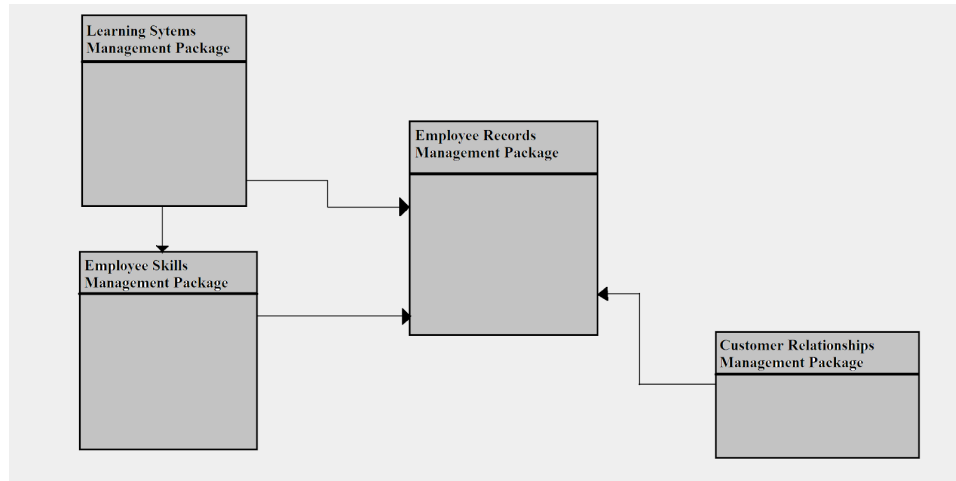 Learning Sytems
Management Package
Employee Records
Management Package
Employee Skills
Management Package
Customer Relationships
Management Package